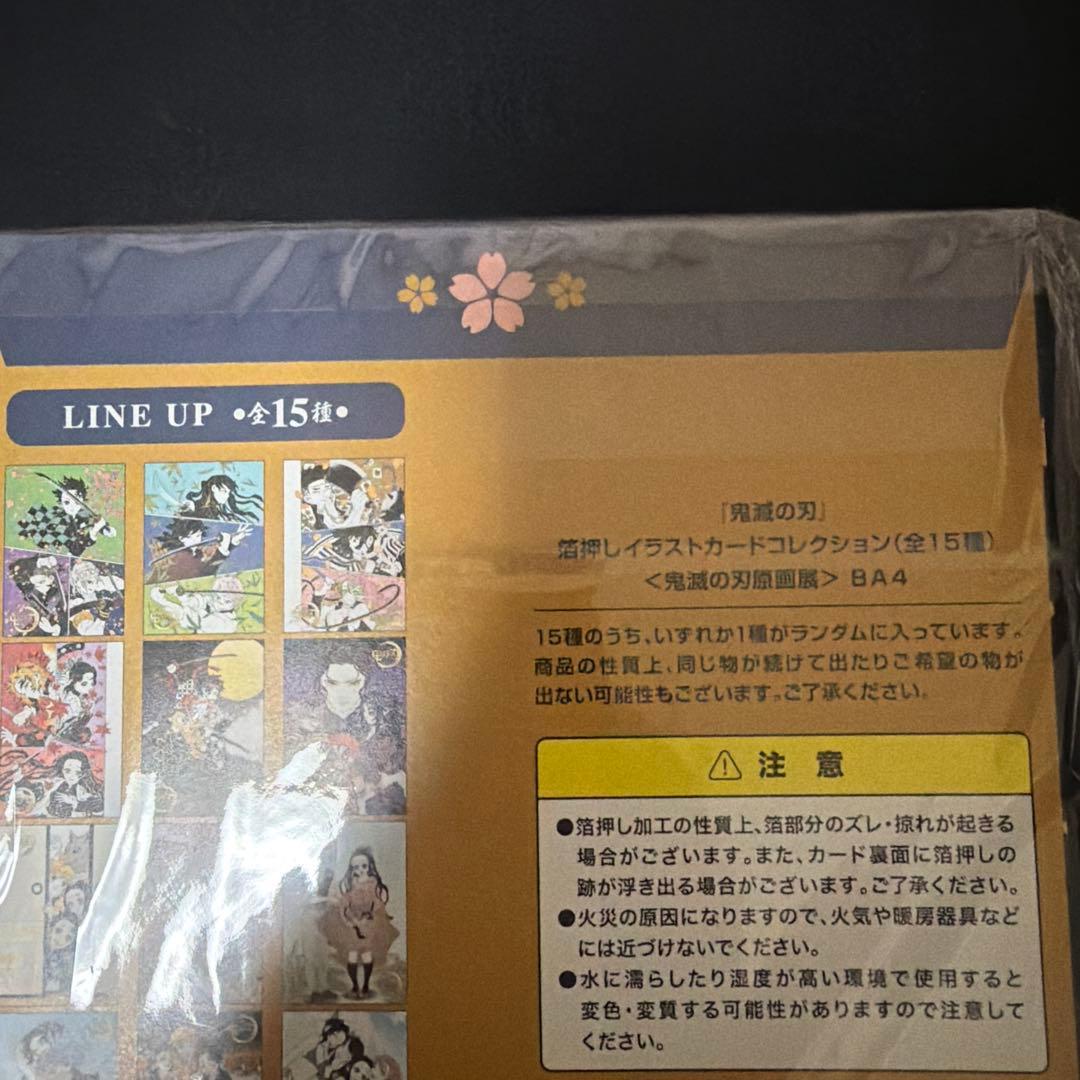 LINE UP •全15種•
『鬼滅の刃』
箔押しイラストカードコレクション(全15種)
＜鬼滅の刃原画展＞ BA4
15種のうち、いずれか1種がランダムに入っています。
商品の性質上、同じ物が続けて出たりご希望の物が
出ない可能性もございます。ご了承ください。
⚠ 注 意
●箔押し加工の性質上、箔部分のズレ・掠れが起きる
場合がございます。また、カード裏面に箔押しの
跡が浮き出る場合がございます。ご了承ください。
●火災の原因になりますので、火気や暖房器具など
には近づけないでください。
●水に濡らしたり湿度が高い環境で使用すると
変色・変質する可能性がありますので注意して
ください。